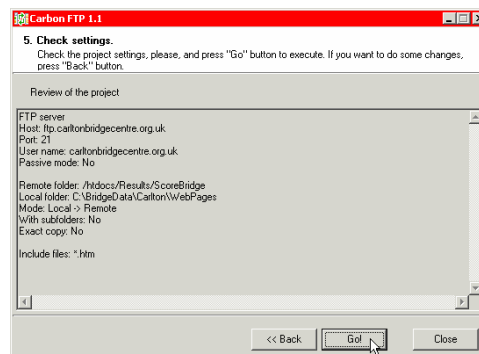 Carbon FTP 1.1
5. Check settings.
Check the project settings, please, and press "Go" button to execute. If you want to do some changes,
press "Back" button.
Review of the project
FTP server
Host: ftp.carltonbridgecentre.org.uk
Port: 21
User name: carltonbridgecentre.org.uk
Passive mode: No
Remote folder: /htdocs/Results/ScoreBridge
Local folder: C:\BridgeData\Carlton\WebPages
Mode: Local -> Remote
With subfolders: No
Exact copy: No
Include files: *.htm
<< Back
Go!
Close